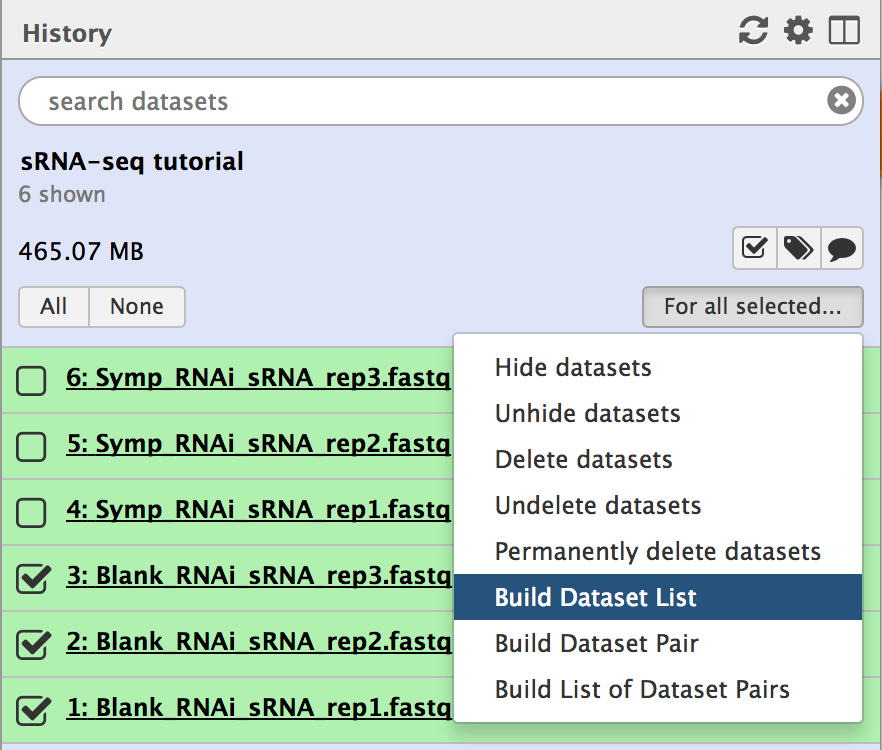 History
search datasets
sRNA-seq tutorial
6 shown
465.07 MB
All None For all selected...
6: Symp_RNAi_sRNA_rep3.fastq
5: Symp_RNAi_sRNA_rep2.fastq
4: Symp_RNAi_sRNA_rep1.fastq
3: Blank_RNAi_sRNA_rep3.fastq
2: Blank_RNAi_sRNA_rep2.fastq
1: Blank_RNAi_sRNA_rep1.fastq
Hide datasets
Unhide datasets
Delete datasets
Undelete datasets
Permanently delete datasets
Build Dataset List
Build Dataset Pair
Build List of Dataset Pairs